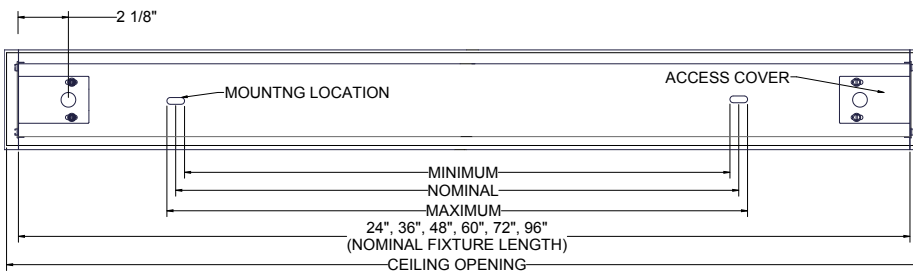 2 1/8"
MOUNTNG LOCATION
ACCESS COVER
MINIMUM
NOMINAL
MAXIMUM
24", 36", 48", 60", 72", 96"
(NOMINAL FIXTURE LENGTH)
CEILING OPENING